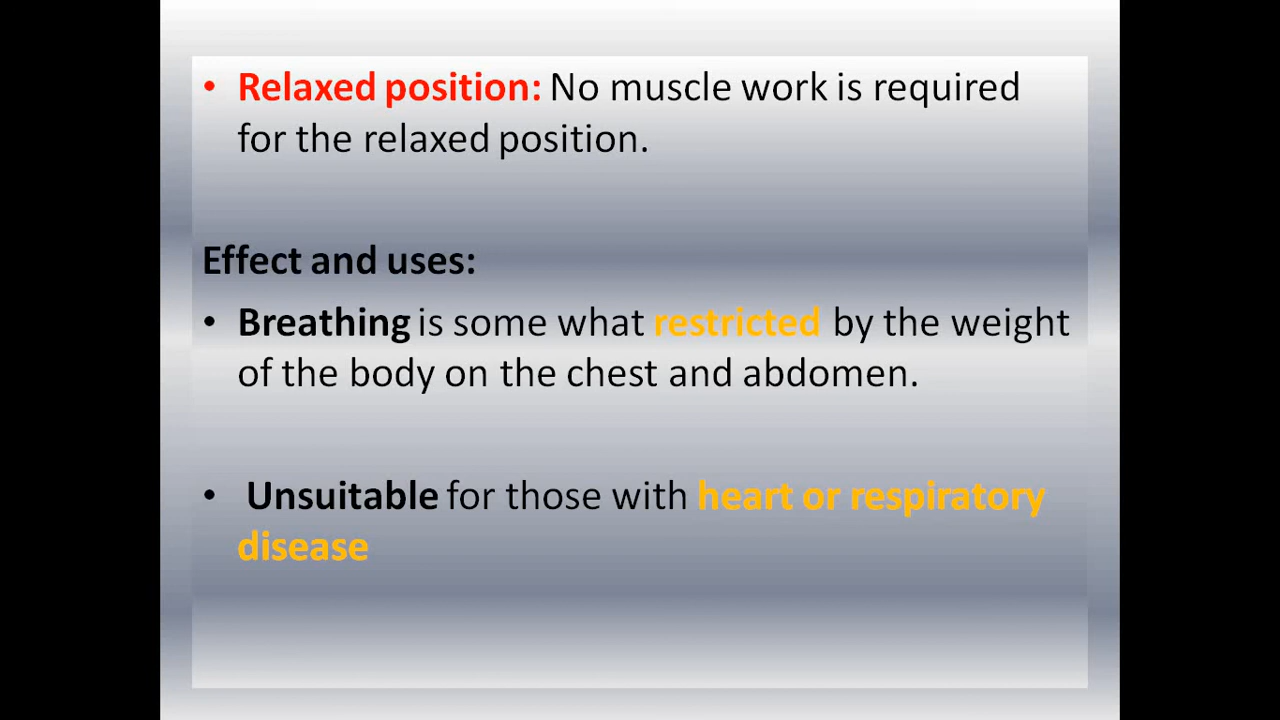 • Relaxed position: No muscle work is required
for the relaxed position.
Effect and uses:
• Breathing is some what restricted by the weight
of the body on the chest and abdomen.
• Unsuitable for those with heart or respiratory
disease